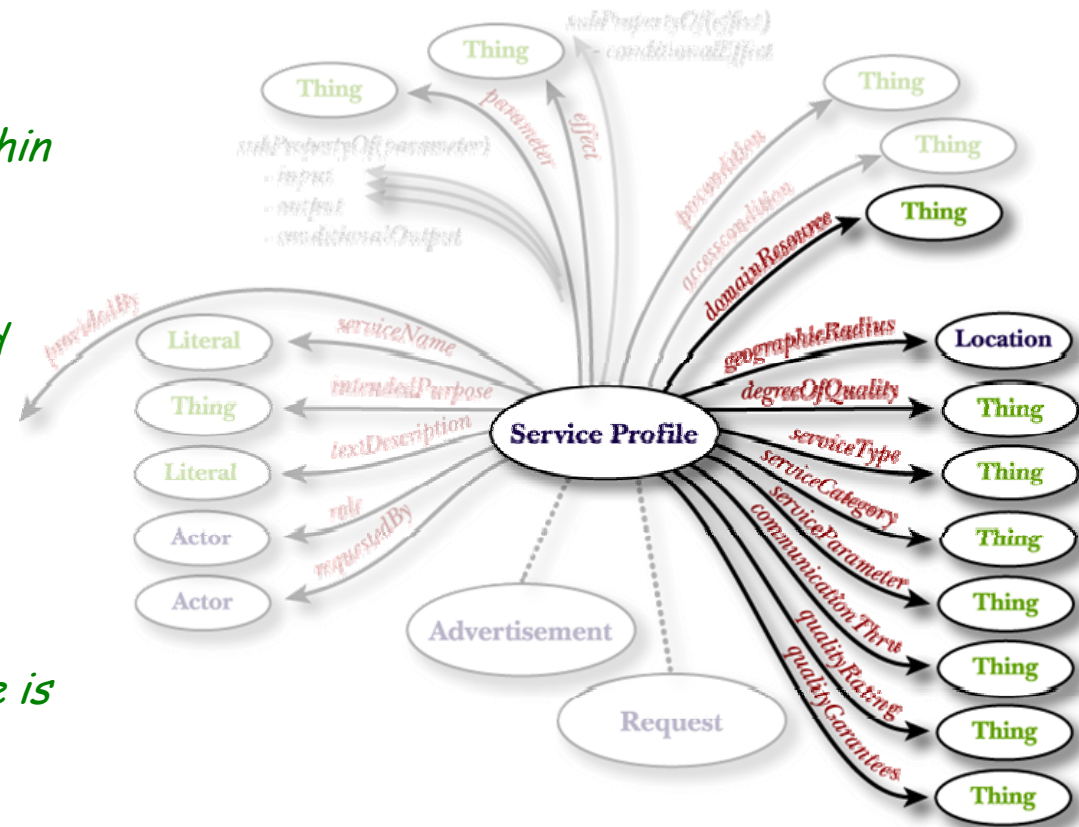 hin
d
e is
subPropertyOf(effect)
- conditionalEffect
Thing
Thing
Thing
parameter
effect
subPropertyOf(parameter)
- input
- output
- conditionalOutput
Thing
accesscondition
Thing
domainResource
providedBy
Literal
serviceName
geographicRadius
Location
Thing
intendedPurpose
Service Profile
degreeOfQuality
Thing
Literal
textDescription
serviceType
Thing
Actor
role
serviceCategory
Thing
Actor
requestedBy
serviceParameter
Thing
Advertisement
communicationThru
Thing
Request
qualityRating
Thing
qualityGarantees
Thing